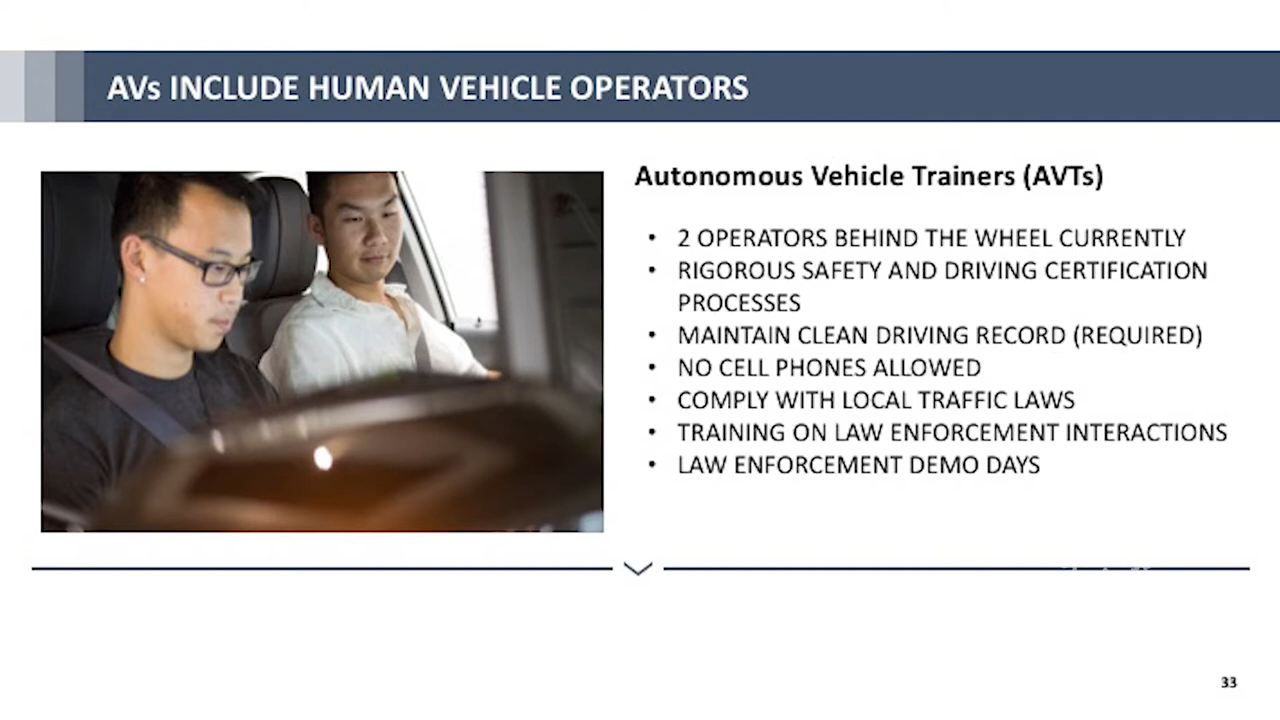 AVs INCLUDE HUMAN VEHICLE OPERATORS
Autonomous Vehicle Trainers (AVTs)
• 2 OPERATORS BEHIND THE WHEEL CURRENTLY
• RIGOROUS SAFETY AND DRIVING CERTIFICATION
PROCESSES
• MAINTAIN CLEAN DRIVING RECORD (REQUIRED)
• NO CELL PHONES ALLOWED
• COMPLY WITH LOCAL TRAFFIC LAWS
• TRAINING ON LAW ENFORCEMENT INTERACTIONS
• LAW ENFORCEMENT DEMO DAYS
33